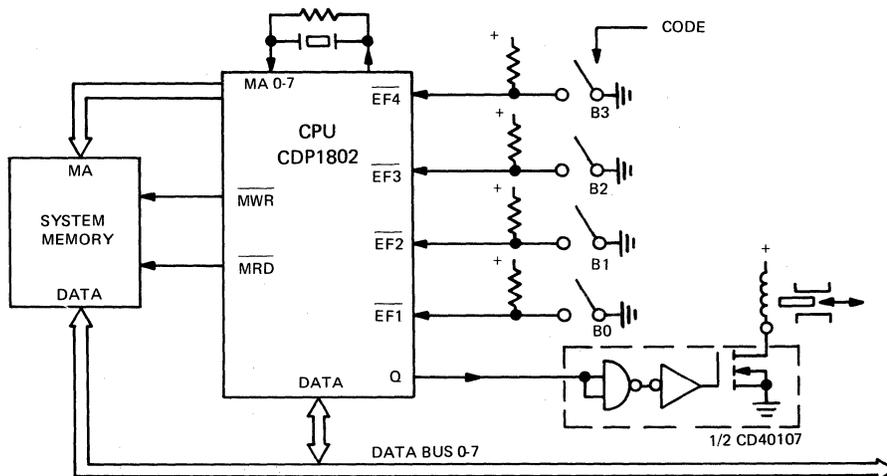 CODE
+
MA 0-7
EF4
B3
CPU
CDP1802
+
MA
EF3
B2
+
SYSTEM
MEMORY
MWR
EF2
B1
+
MRD
+
DATA
EF1
B0
DATA
Q
1/2 CD40107
DATA BUS 0-7